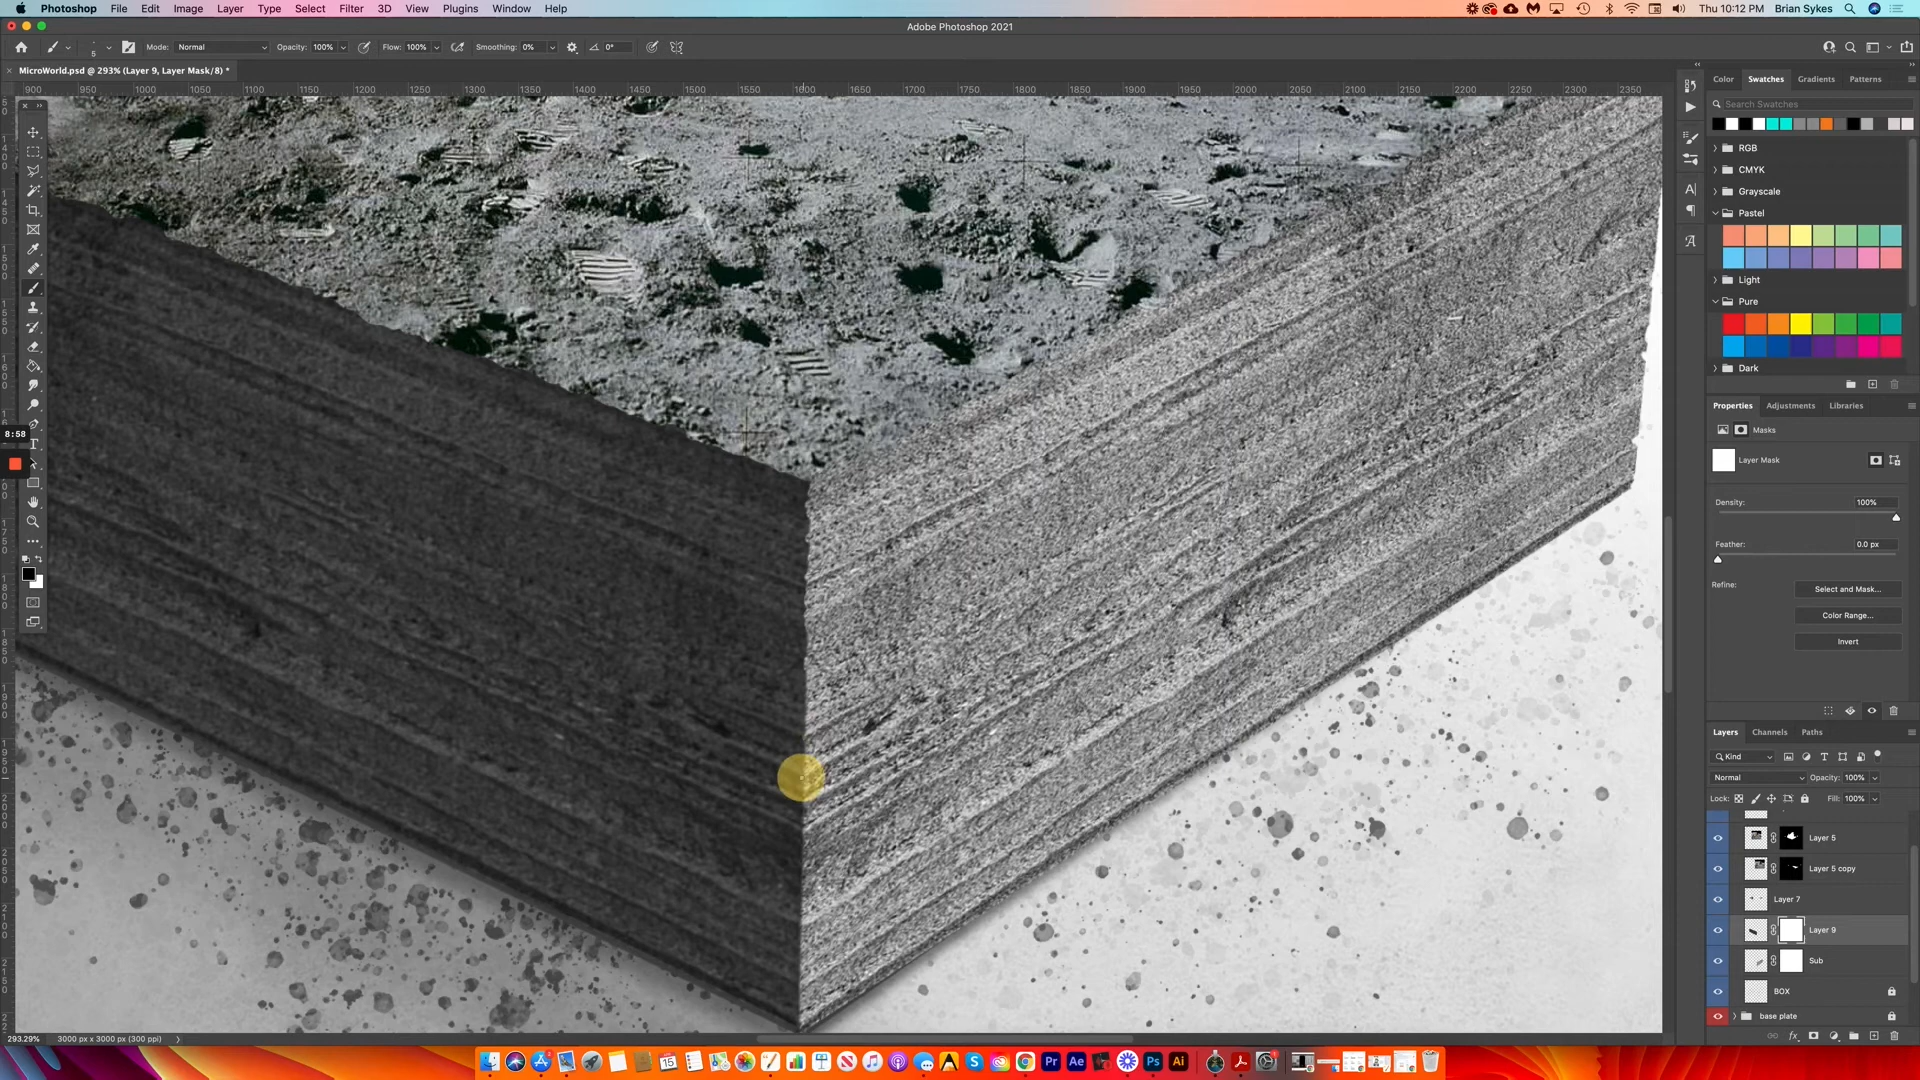 Photoshop File Edit Image Layer Type Select Filter 3D View Plugins Window Help
Thu 10:12 PM Brian Sykes
Adobe Photoshop 2021
5 Mode: Normal Opacity: 100% Flow: 100% Smoothing: 0% 0°
MicroWorld.psd @ 293% (Layer 9, Layer Mask/8) *
900 950 1000 1050 1100 1150 1200 1250 1300 1350 1400 1450 1500 1550 1600 1650 1700 1750 1800 1850 1900 1950 2000 2050 2100 2150 2200 2250 2300 2350
Color Swatches Gradients Patterns
Search Swatches
RGB
CMYK
Grayscale
Pastel
Light
Pure
Dark
Properties Adjustments Libraries
Masks
Layer Mask
Density: 100%
Feather: 0.0 px
Refine:
Select and Mask...
Color Range...
Invert
8:58
Layers Channels Paths
Kind
Normal Opacity: 100%
Lock: Fill: 100%
Layer 5
Layer 5 copy
Layer 7
Layer 9
Sub
BOX
base plate
293.29% 3000 px x 3000 px (300 ppi)
15
Pr Ae Ps Ai